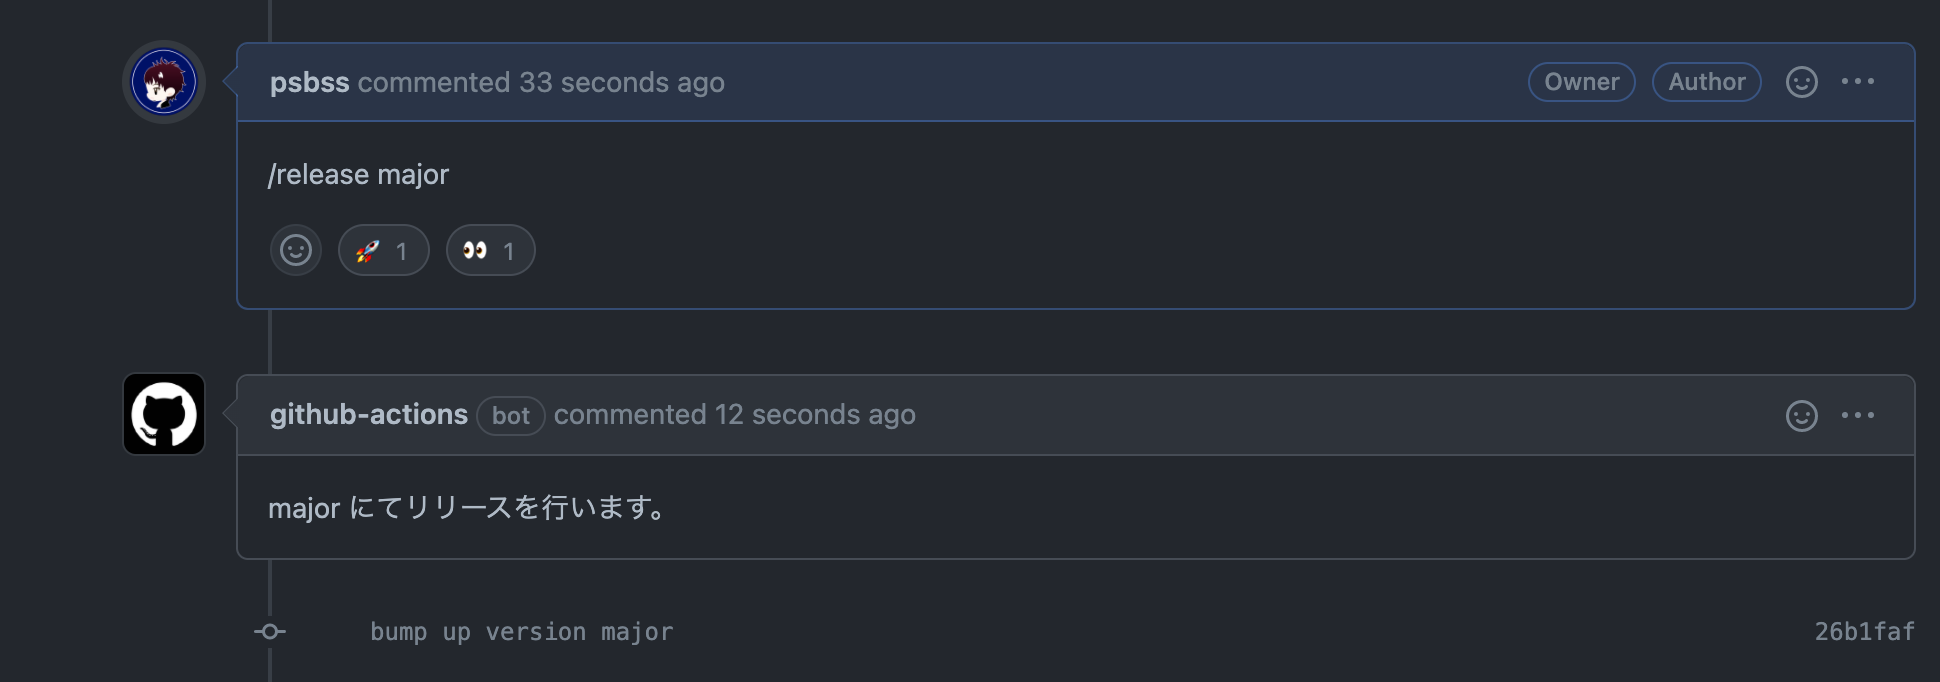 psbss commented 33 seconds ago Owner Author
/release major
🚀 1 👀 1
github-actions bot commented 12 seconds ago
major にてリリースを行います。
bump up version major 26b1faf